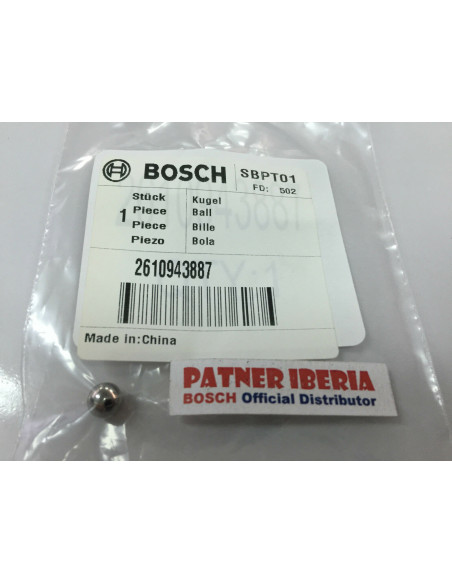 BOSCH
SBPT01
FD: 502
Stück Kugel
1 Piece Ball
Piece Bille
Piezo Bola
2610943887
Made in:China
PATNER IBERIA
BOSCH Official Distributor